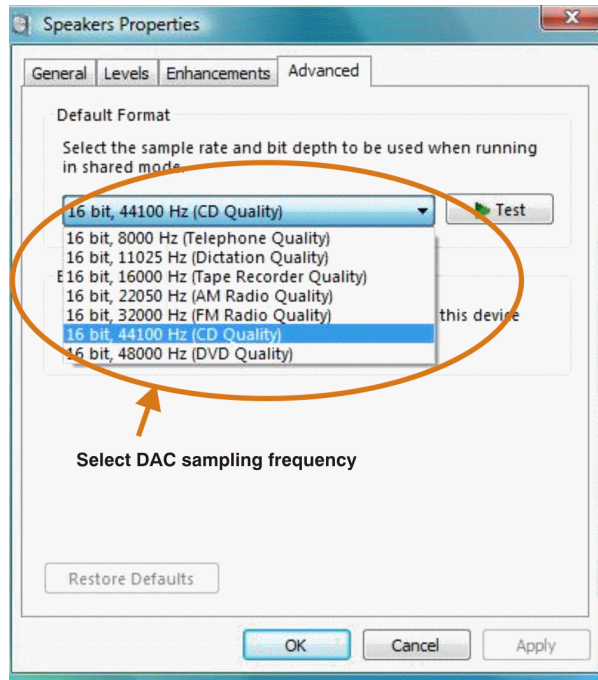 Speakers Properties
General Levels Enhancements Advanced
Default Format
Select the sample rate and bit depth to be used when running
in shared mode.
16 bit, 44100 Hz (CD Quality) Test
16 bit, 8000 Hz (Telephone Quality)
16 bit, 11025 Hz (Dictation Quality)
16 bit, 16000 Hz (Tape Recorder Quality)
16 bit, 22050 Hz (AM Radio Quality)
16 bit, 32000 Hz (FM Radio Quality) this device
16 bit, 44100 Hz (CD Quality)
16 bit, 48000 Hz (DVD Quality)
Select DAC sampling frequency
Restore Defaults
OK Cancel Apply